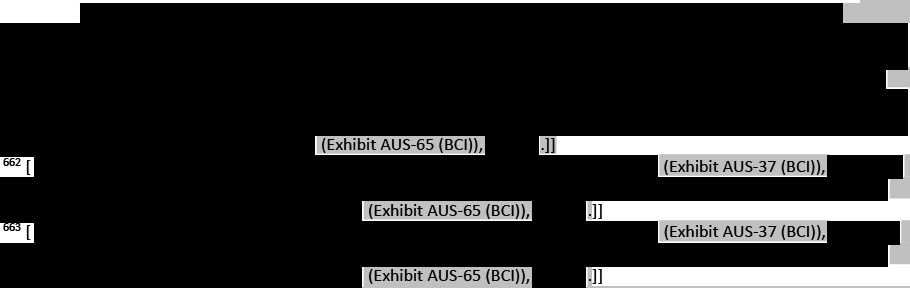 (Exhibit AUS-65 (BCI)), .]]
662 [ (Exhibit AUS-37 (BCI)),
(Exhibit AUS-65 (BCI)), .]]
663 [ (Exhibit AUS-37 (BCI)),
(Exhibit AUS-65 (BCI)), .]]